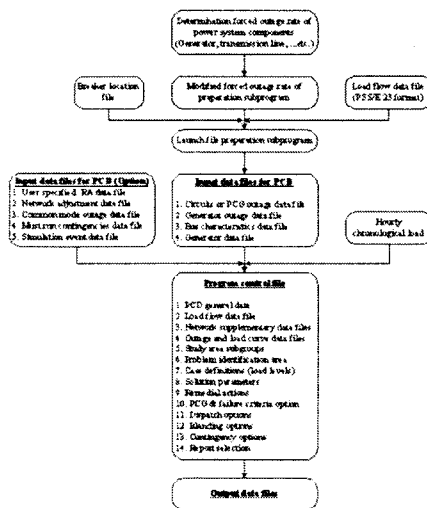 Determination forced outage rate of
power system components
(Generator, transmission line, ...etc.)
Breaker location
file
Modified forced outage rate of
preparation subprogram
Load flow data file
(PSS/E 23 format)
Launch file preparation subprogram
Input data files for PCB (Option)
1. User specified RA data file
2. Network adjustment data file
3. Common mode outage data file
4. Mustrun contingencies data file
5. Simulation event data file
Input data files for PCB
1. Circuits or PCG outage data file
2. Generator outage data file
3. Bus characteristics data file
4. Generator data file
Hourly
chronological load
Program control file
1. general data
2. Load flow data file
3. Network supplementary data files
4. Outage and load curve data files
5. Study area subgroups
6. Problem identification area
7. Case definitions (load levels)
8. Solution parameters
9. Remedial actions
10. PCG & failure criteria option
11. Dispatch options
12. Islanding options
13. Contingency options
14. Report selection
Output data files